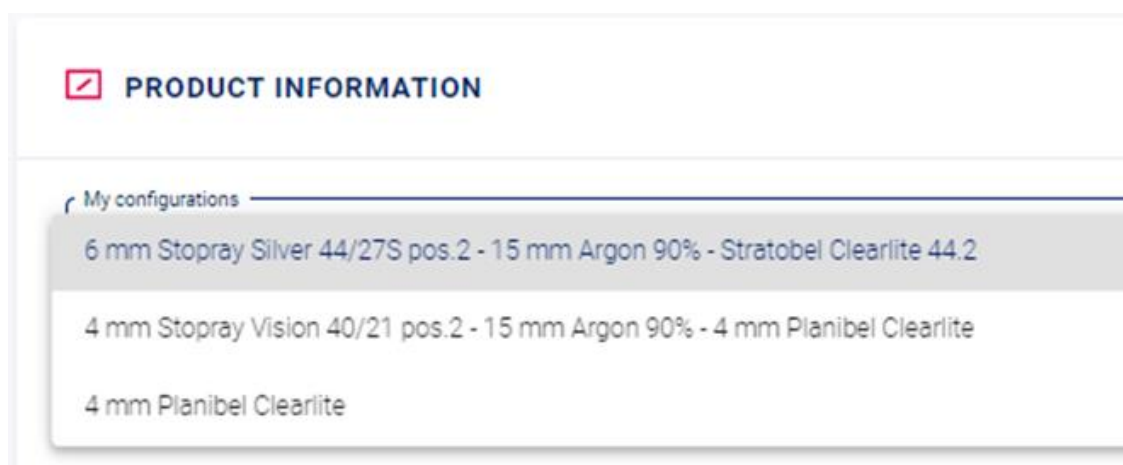 PRODUCT INFORMATION
My configurations
6 mm Stopray Silver 44/27S pos.2 - 15 mm Argon 90% - Stratobel Clearlite 44.2
4 mm Stopray Vision 40/21 pos.2 - 15 mm Argon 90% - 4 mm Planibel Clearlite
4 mm Planibel Clearlite